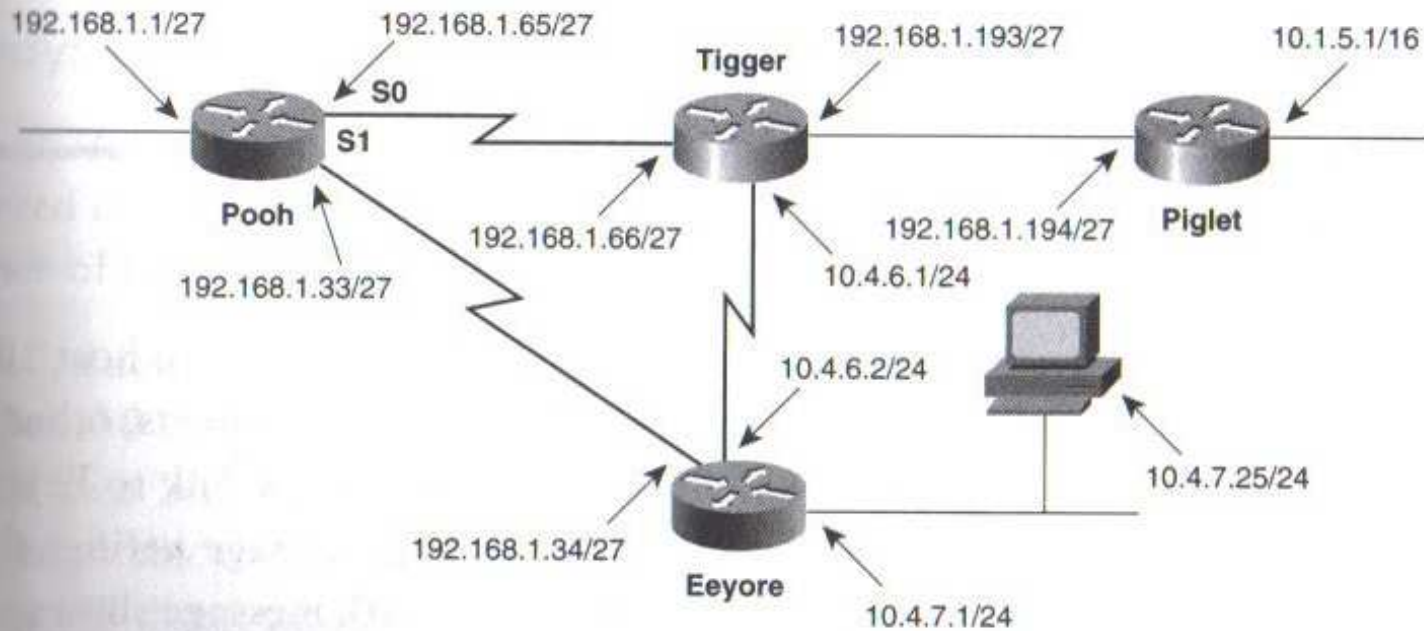 192.168.1.1/27
192.168.1.65/27
Tigger
192.168.1.193/27
10.1.5.1/16
S0
S1
Pooh
192.168.1.66/27
192.168.1.194/27
Piglet
192.168.1.33/27
10.4.6.1/24
10.4.6.2/24
10.4.7.25/24
192.168.1.34/27
Eeyore
10.4.7.1/24